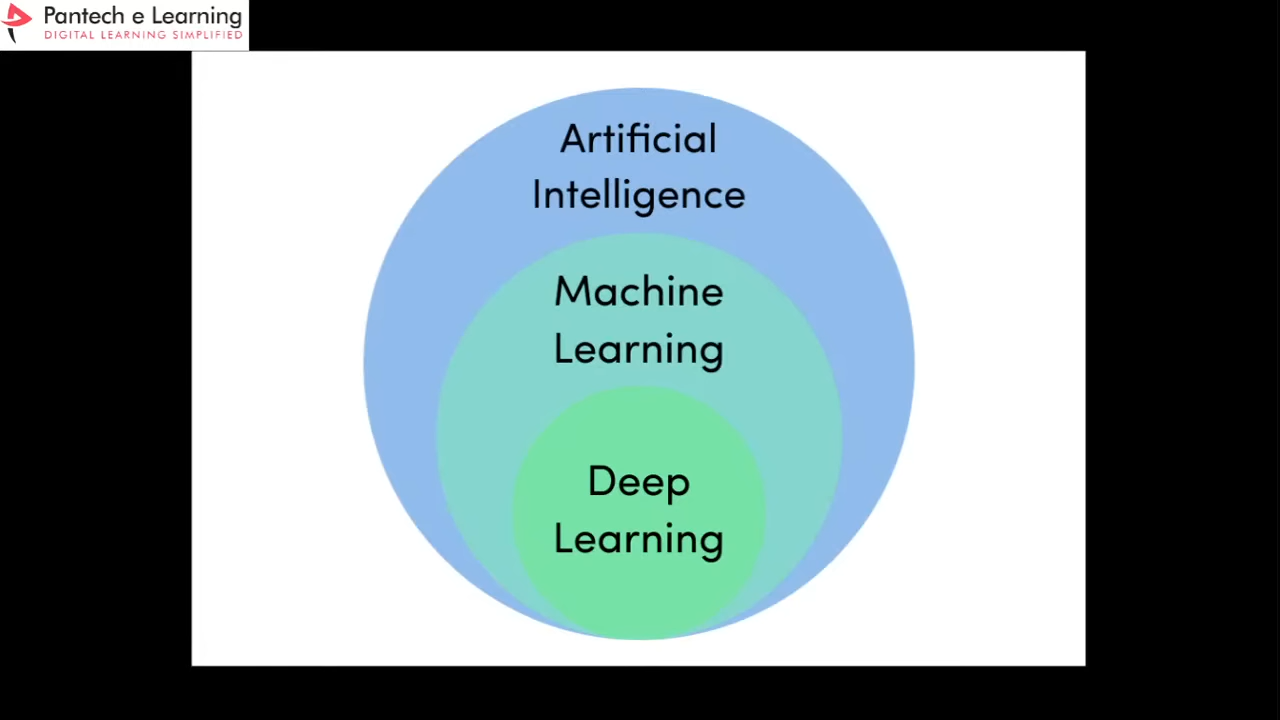 Pantech e Learning
DIGITAL LEARNING SIMPLIFIED
Artificial
Intelligence
Machine
Learning
Deep
Learning